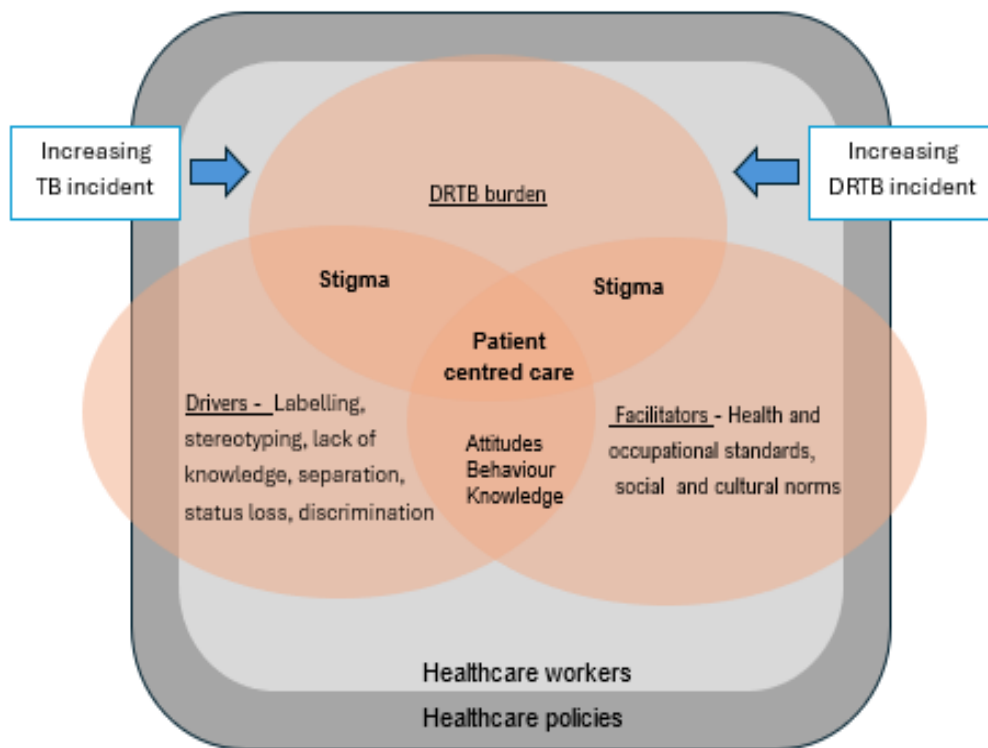 Increasing
TB incident
Increasing
DRTB incident
DRTB burden
Stigma
Stigma
Patient
centred care
Drivers - Labelling,
stereotyping, lack of
knowledge, separation,
status loss, discrimination
Attitudes
Behaviour
Knowledge
Facilitators - Health and
occupational standards,
social and cultural norms
Healthcare workers
Healthcare policies